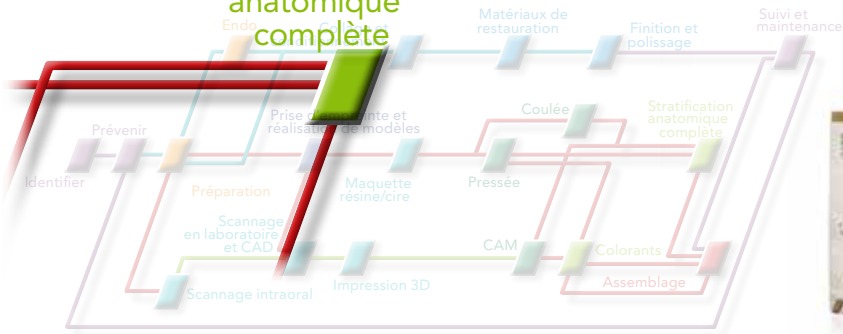 anatomique
complète
Endo
Matériaux de
restauration
Finition et
polissage
Suivi et
maintenance
Prévenir
Identifier
Préparation
Prise d'empreinte et
réalisation de modèles
Maquette
résine/cire
Coulée
Pressée
Stratification
anatomique
complète
Scannage
en laboratoire
et CAD
Scannage intraoral
Impression 3D
CAM
Colorants
Assemblage